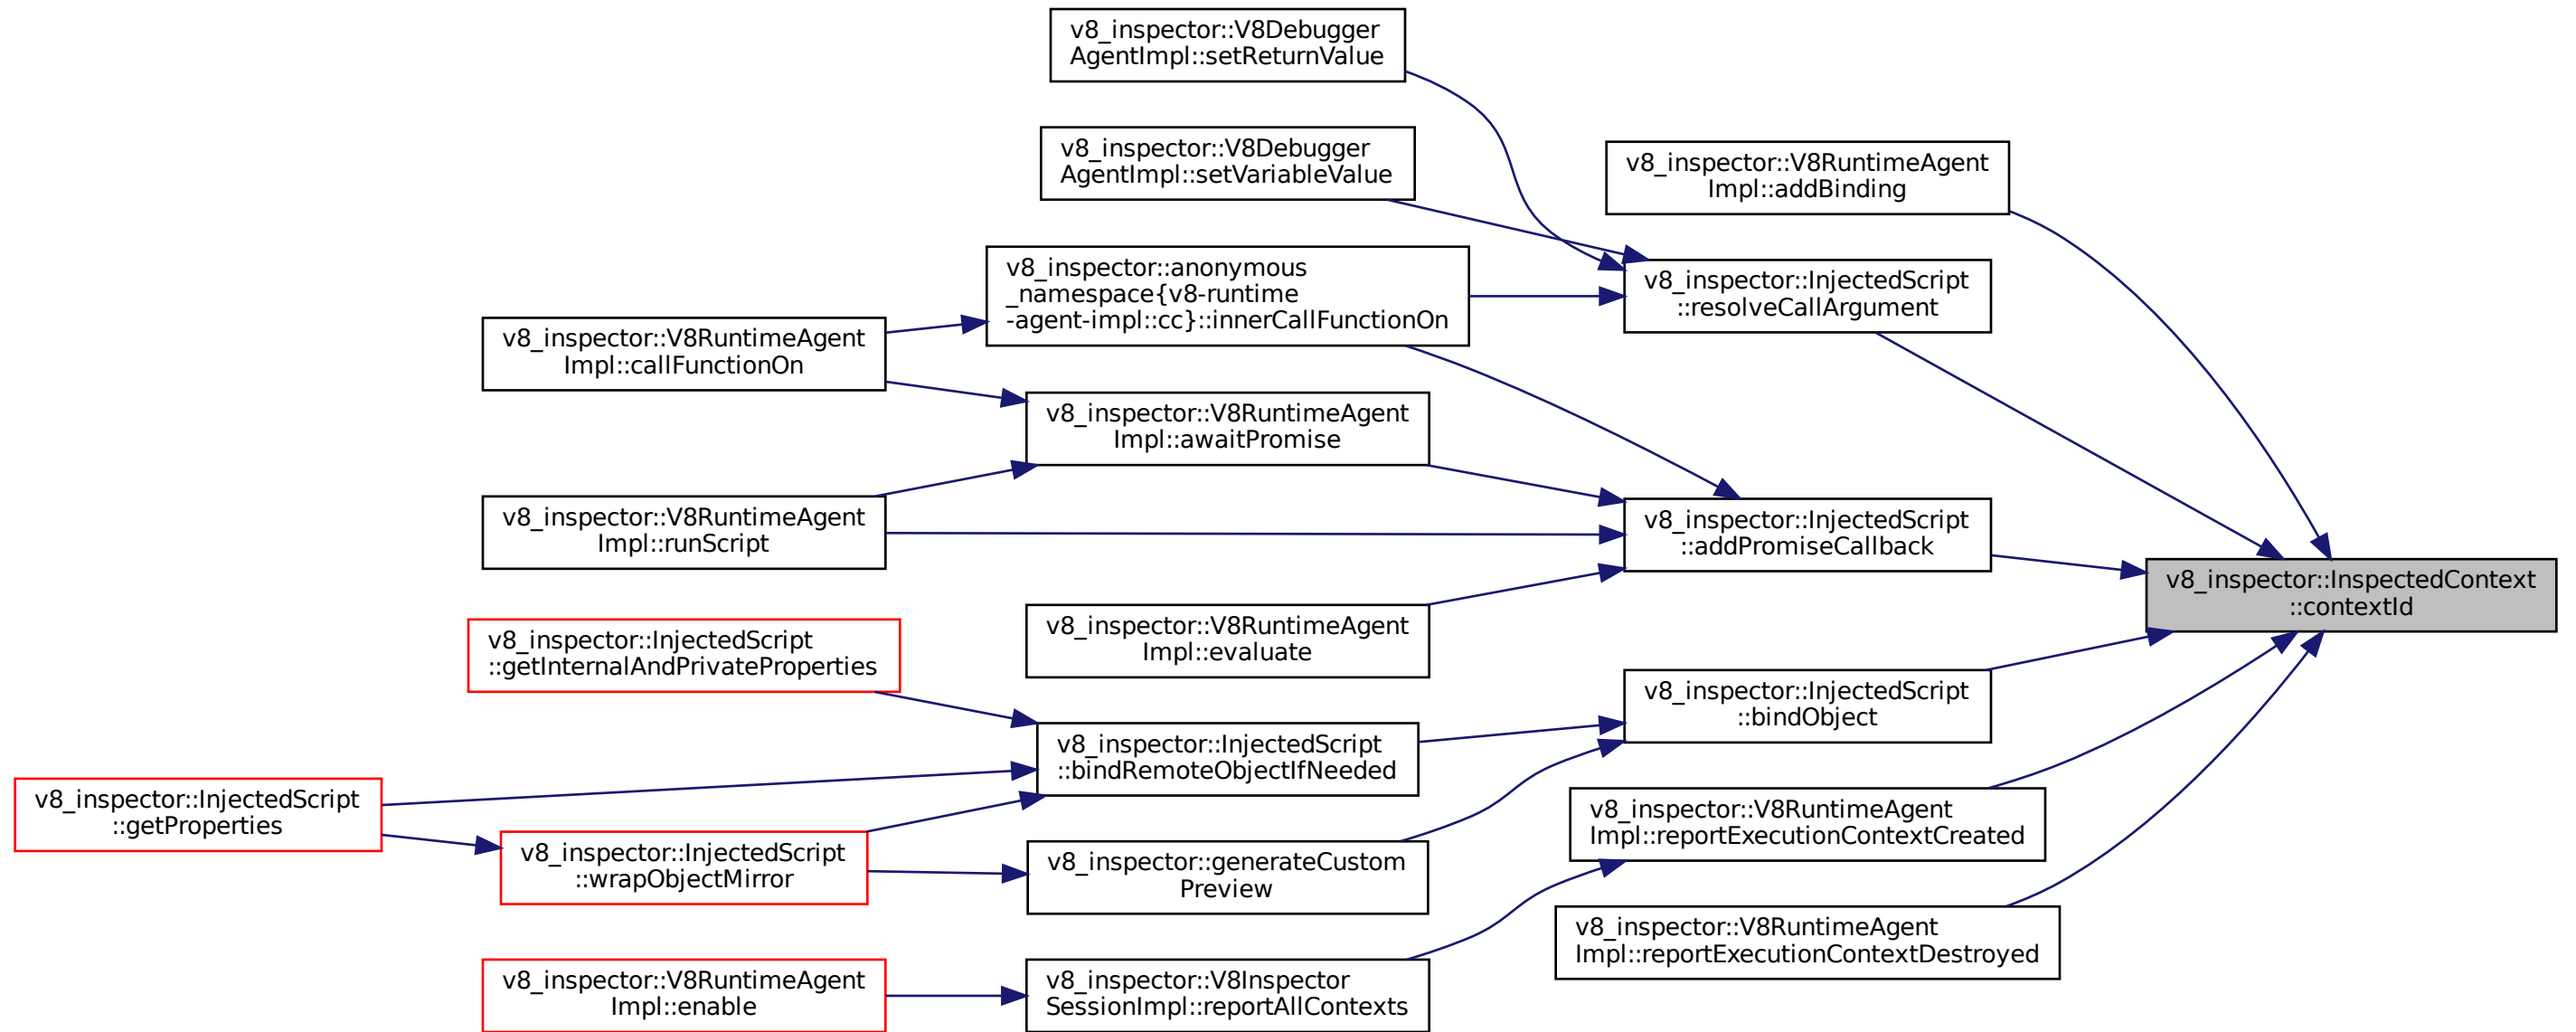 v8_inspector::V8Debugger
AgentImpl::setReturnValue
v8_inspector::V8Debugger
AgentImpl::setVariableValue
v8_inspector::V8RuntimeAgent
Impl::addBinding
v8_inspector::anonymous
_namespace{v8-runtime
-agent-impl::cc}::innerCallFunctionOn
v8_inspector::InjectedScript
::resolveCallArgument
v8_inspector::V8RuntimeAgent
Impl::callFunctionOn
v8_inspector::V8RuntimeAgent
Impl::awaitPromise
v8_inspector::V8RuntimeAgent
Impl::runScript
v8_inspector::InjectedScript
::addPromiseCallback
v8_inspector::InspectedContext
::contextId
v8_inspector::V8RuntimeAgent
Impl::evaluate
v8_inspector::InjectedScript
::getInternalAndPrivateProperties
v8_inspector::InjectedScript
::bindObject
v8_inspector::InjectedScript
::bindRemoteObjectIfNeeded
v8_inspector::InjectedScript
::getProperties
v8_inspector::V8RuntimeAgent
Impl::reportExecutionContextCreated
v8_inspector::InjectedScript
::wrapObjectMirror
v8_inspector::generateCustom
Preview
v8_inspector::V8RuntimeAgent
Impl::reportExecutionContextDestroyed
v8_inspector::V8RuntimeAgent
Impl::enable
v8_inspector::V8Inspector
SessionImpl::reportAllContexts